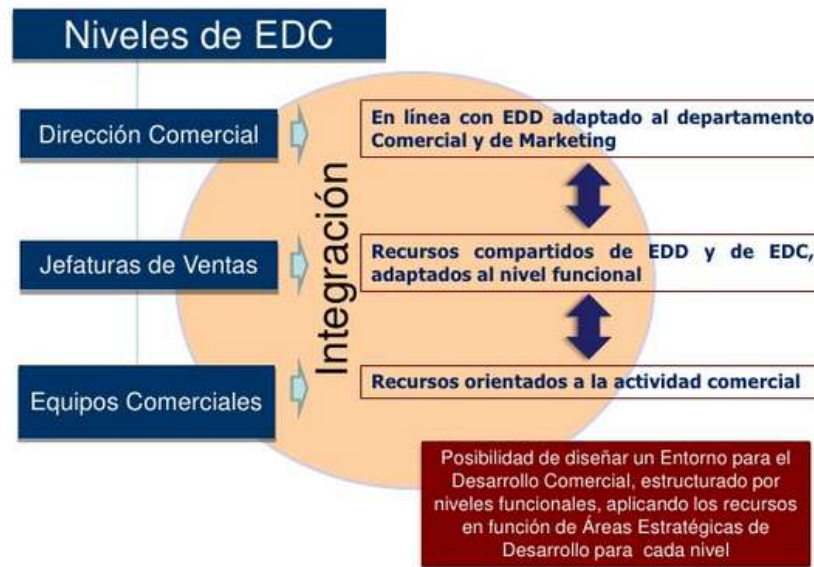 Niveles de EDC
Dirección Comercial
En línea con EDD adaptado al departamento
Comercial y de Marketing
Integración
Jefaturas de Ventas
Recursos compartidos de EDD y de EDC,
adaptados al nivel funcional
Equipos Comerciales
Recursos orientados a la actividad comercial
Posibilidad de diseñar un Entorno para el
Desarrollo Comercial, estructurado por
niveles funcionales, aplicando los recursos
en función de Áreas Estratégicas de
Desarrollo para cada nivel